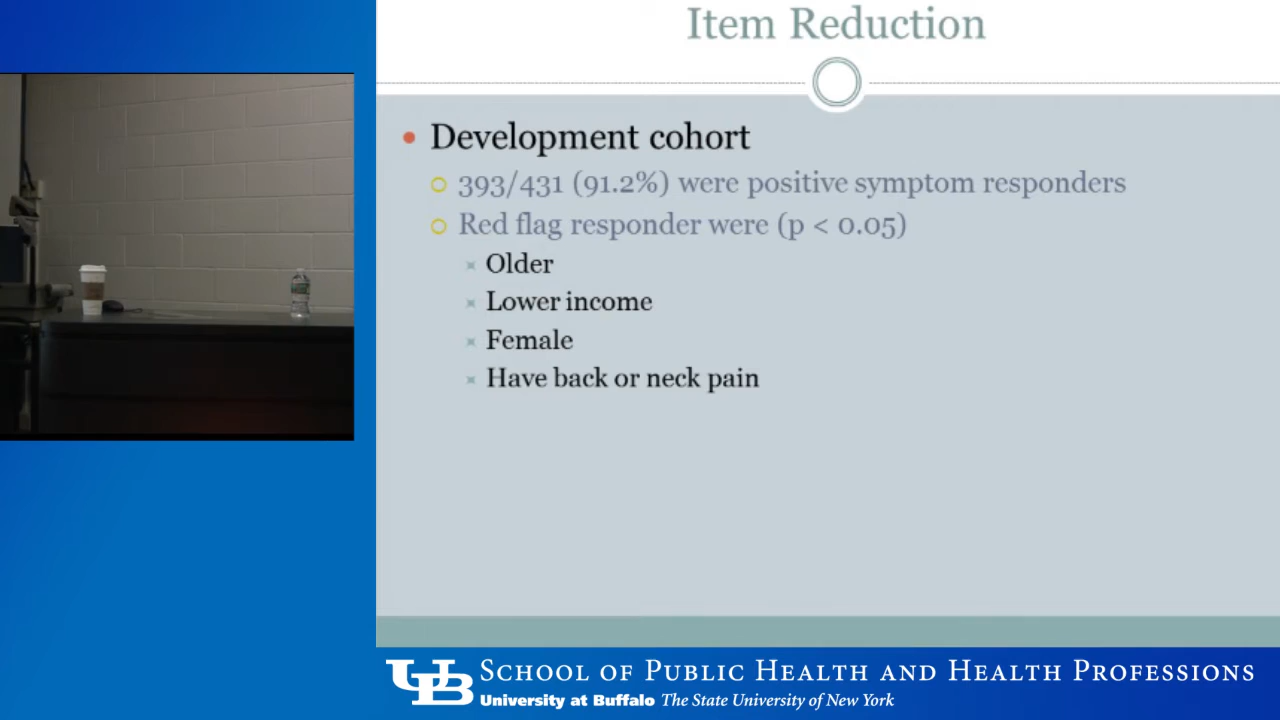 Item Reduction
Development cohort
393/431 (91.2%) were positive symptom responders
Red flag responder were (p < 0.05)
Older
Lower income
Female
Have back or neck pain
UB SCHOOL OF PUBLIC HEALTH AND HEALTH PROFESSIONS
University at Buffalo The State University of New York